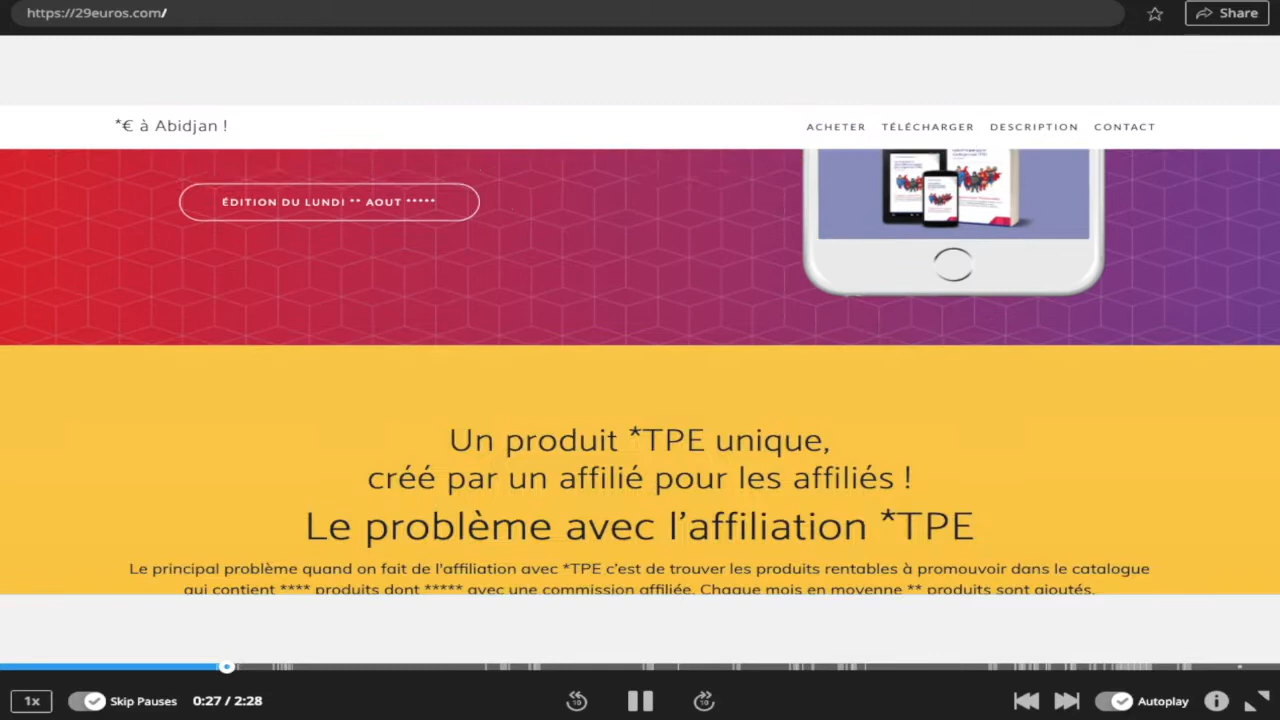 https://29euros.com/
Share
*€ à Abidjan !
ACHETER TÉLÉCHARGER DESCRIPTION CONTACT
ÉDITION DU LUNDI ** AOUT *****
Un produit *TPE unique,
créé par un affilié pour les affiliés !
Le problème avec l’affiliation *TPE
Le principal problème quand on fait de l'affiliation avec *TPE c’est de trouver les produits rentables à promouvoir dans le catalogue
qui contient **** produits dont ***** avec une commission affiliée. Chaque mois en moyenne ** produits sont ajoutés.
1x Skip Pauses 0:27 / 2:28 10 10 Autoplay